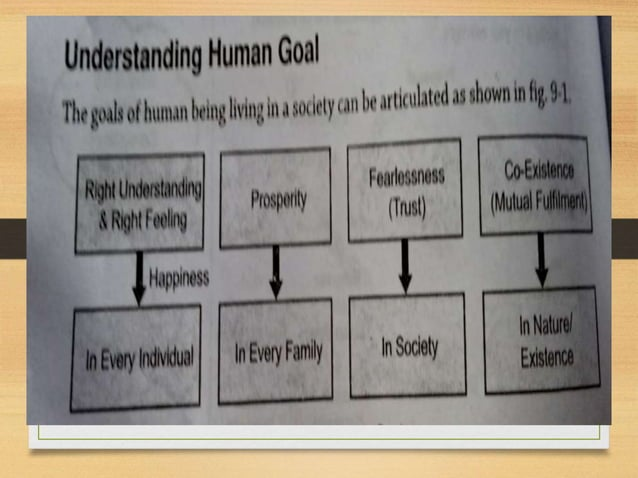 Understanding Human Goal
The goals of human being living in a society can be articulated as shown in fig. 9-1.
Right Understanding
& Right Feeling
Prosperity
Fearlessness
(Trust)
Co-Existence
(Mutual Fulfilment)
Happiness
In Every Individual
In Every Family
In Society
In Nature/
Existence